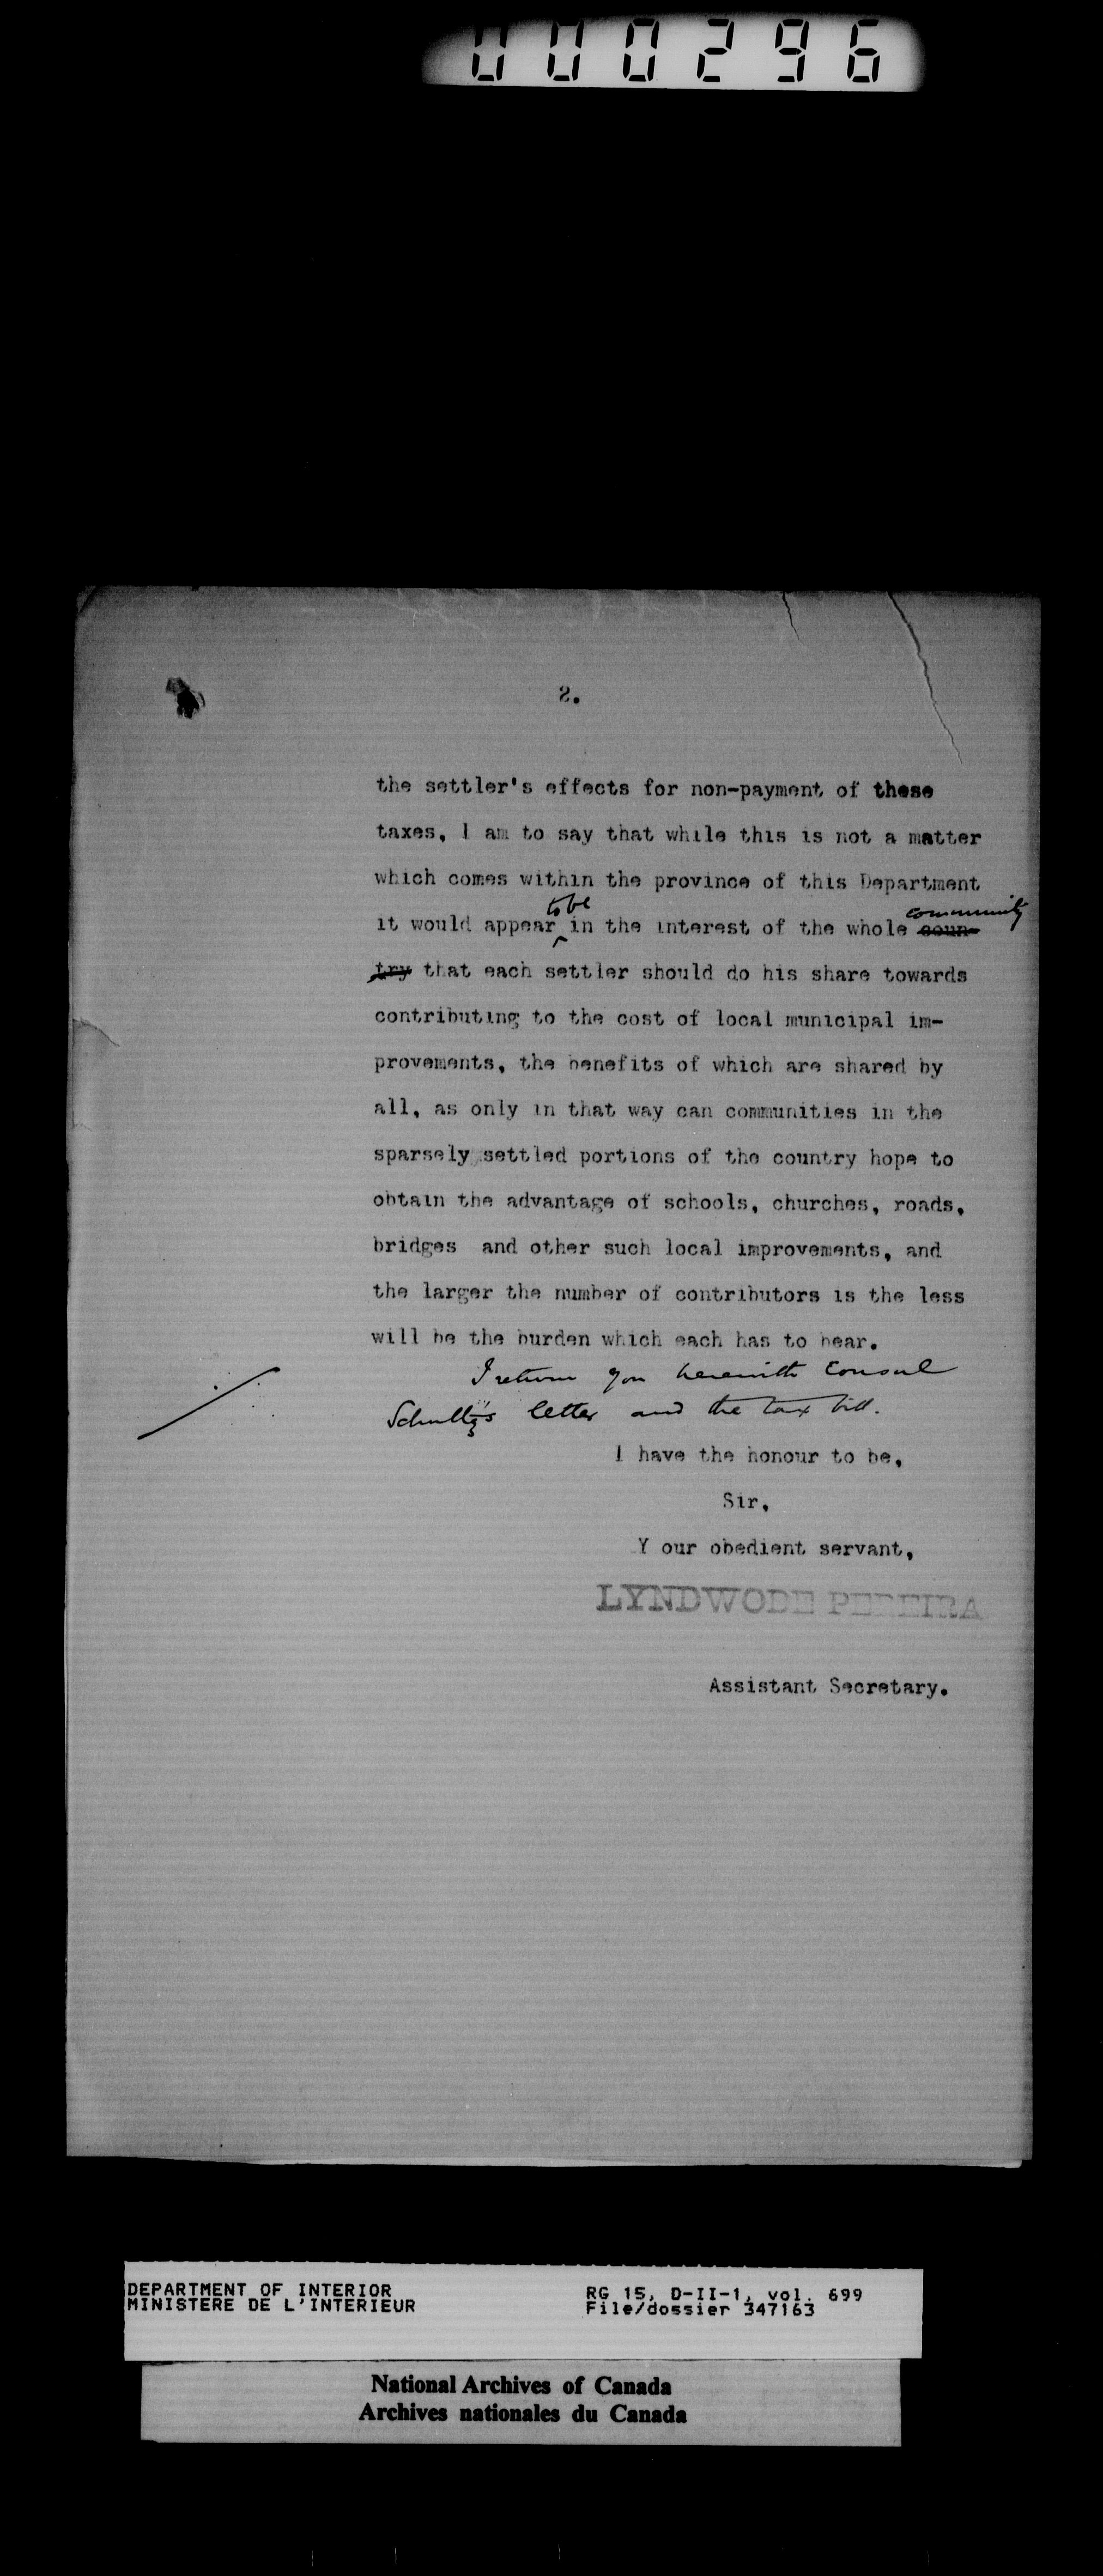 000296
2.
the settler's effects for non-payment of these
taxes, I am to say that while this is not a matter
which comes within the province of this Department
to be community
it would appear in the interest of the whole coun-
try that each settler should do his share towards
contributing to the cost of local municipal im-
provements, the benefits of which are shared by
all, as only in that way can communities in the
sparsely settled portions of the country hope to
obtain the advantage of schools, churches, roads,
bridges and other such local improvements, and
the larger the number of contributors is the less
will be the burden which each has to bear.
I return you herewith Consul
Schultz's letter and the tax bill.
I have the honour to be,
Sir,
Y our obedient servant,
LYNDWODE PEREIRA
Assistant Secretary.
DEPARTMENT OF INTERIOR
MINISTERE DE L'INTERIEUR
RG 15, D-II-1, vol. 699
File/dossier 347163
National Archives of Canada
Archives nationales du Canada